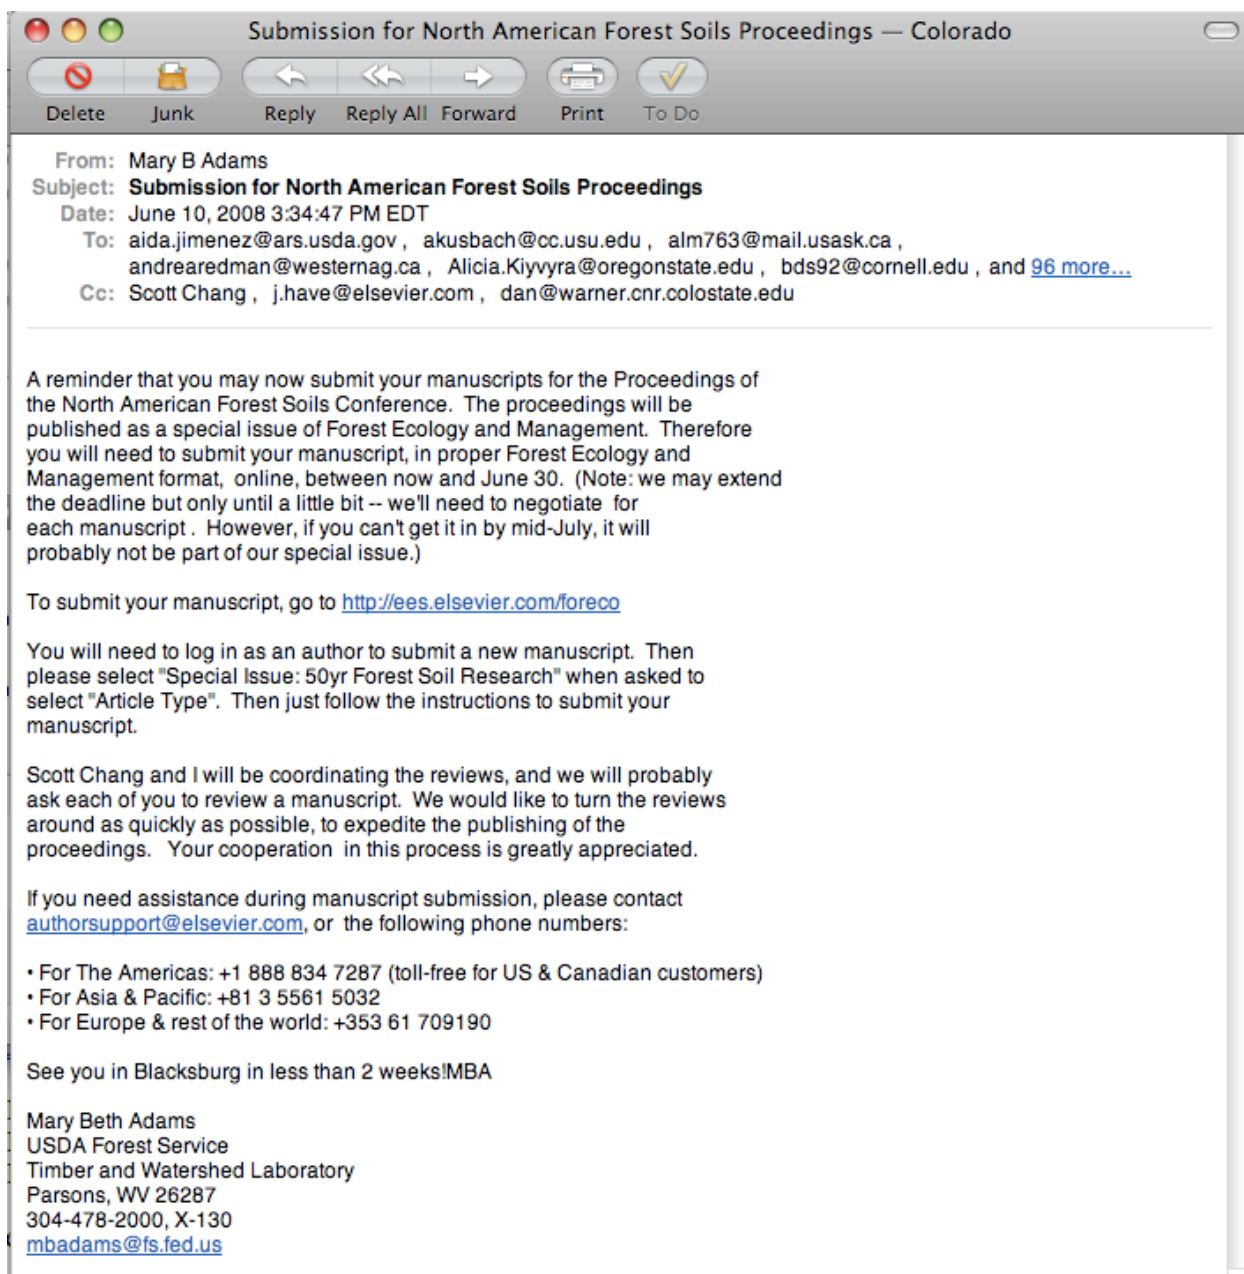 Submission for North American Forest Soils Proceedings — Colorado
Delete Junk Reply Reply All Forward Print To Do
From: Mary B Adams
Subject: Submission for North American Forest Soils Proceedings
Date: June 10, 2008 3:34:47 PM EDT
To: aida.jimenez@ars.usda.gov , akusbach@cc.usu.edu , alm763@mail.usask.ca ,
andrearedman@westernag.ca , Alicia.Kiyvyra@oregonstate.edu , bds92@cornell.edu , and 96 more...
Cc: Scott Chang , j.have@elsevier.com , dan@warner.cnr.colostate.edu
A reminder that you may now submit your manuscripts for the Proceedings of
the North American Forest Soils Conference. The proceedings will be
published as a special issue of Forest Ecology and Management. Therefore
you will need to submit your manuscript, in proper Forest Ecology and
Management format, online, between now and June 30. (Note: we may extend
the deadline but only until a little bit -- we'll need to negotiate for
each manuscript . However, if you can't get it in by mid-July, it will
probably not be part of our special issue.)
To submit your manuscript, go to http://ees.elsevier.com/foreco
You will need to log in as an author to submit a new manuscript. Then
please select "Special Issue: 50yr Forest Soil Research" when asked to
select "Article Type". Then just follow the instructions to submit your
manuscript.
Scott Chang and I will be coordinating the reviews, and we will probably
ask each of you to review a manuscript. We would like to turn the reviews
around as quickly as possible, to expedite the publishing of the
proceedings. Your cooperation in this process is greatly appreciated.
If you need assistance during manuscript submission, please contact
authorsupport@elsevier.com, or the following phone numbers:
• For The Americas: +1 888 834 7287 (toll-free for US & Canadian customers)
• For Asia & Pacific: +81 3 5561 5032
• For Europe & rest of the world: +353 61 709190
See you in Blacksburg in less than 2 weeks!MBA
Mary Beth Adams
USDA Forest Service
Timber and Watershed Laboratory
Parsons, WV 26287
304-478-2000, X-130
mbadams@fs.fed.us